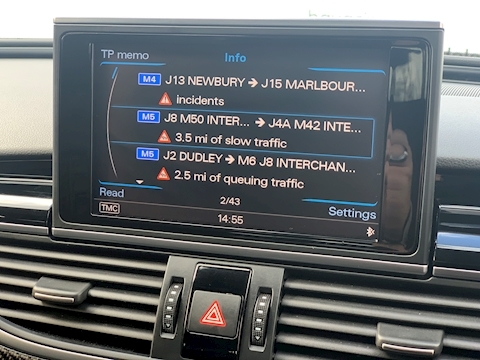 TP memo
Info
M4 J13 NEWBURY → J15 MARLBOUR...
incidents
M5 J8 M50 INTER... → J4A M42 INTE...
3.5 mi of slow traffic
M5 J2 DUDLEY → M6 J8 INTERCHAN...
2.5 mi of queuing traffic
Read
2/43
Settings
TMC
14:55